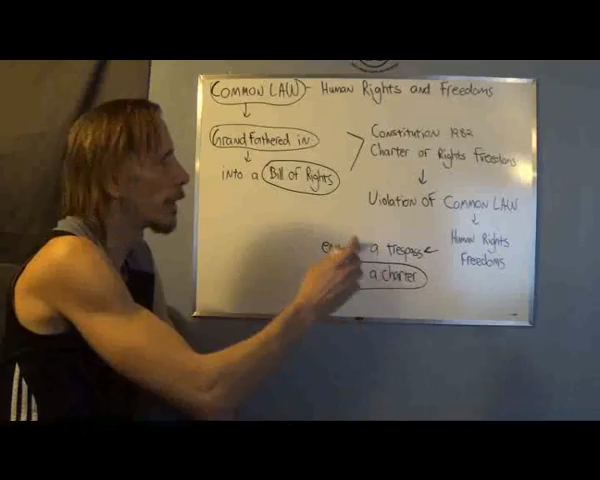 COMMON LAW - Human Rights and Freedoms
Grandfathered in
into a Bill of Rights
Constitution 1982
Charter or Rights Freedoms
Violation of COMMON LAW
Human Rights
Freedoms
a trespass
a charter